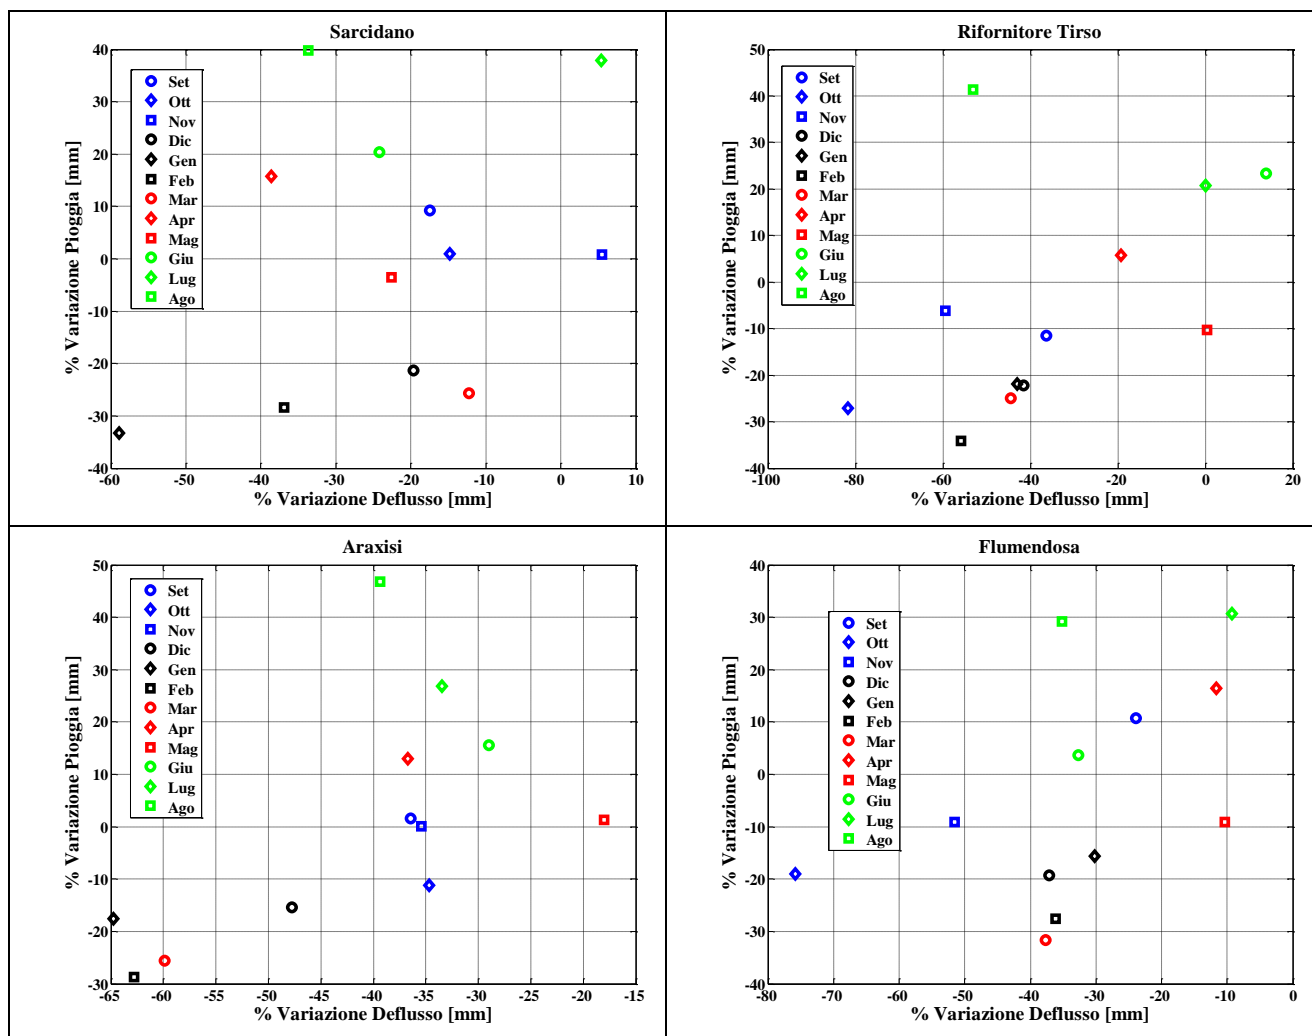 Sarcidano
40
30
20
10
0
-10
-20
-30
-40
% Variazione Pioggia [mm]
Set
Ott
Nov
Dic
Gen
Feb
Mar
Apr
Mag
Giu
Lug
Ago
-60 -50 -40 -30 -20 -10 0 10
% Variazione Deflusso [mm]
Rifornitore Tirso
50
40
30
20
10
0
-10
-20
-30
-40
% Variazione Pioggia [mm]
Set
Ott
Nov
Dic
Gen
Feb
Mar
Apr
Mag
Giu
Lug
Ago
-100 -80 -60 -40 -20 0 20
% Variazione Deflusso [mm]
Araxisi
50
40
30
20
10
0
-10
-20
-30
% Variazione Pioggia [mm]
Set
Ott
Nov
Dic
Gen
Feb
Mar
Apr
Mag
Giu
Lug
Ago
-65 -60 -55 -50 -45 -40 -35 -30 -25 -20 -15
% Variazione Deflusso [mm]
Flumendosa
40
30
20
10
0
-10
-20
-30
-40
% Variazione Pioggia [mm]
Set
Ott
Nov
Dic
Gen
Feb
Mar
Apr
Mag
Giu
Lug
Ago
-80 -70 -60 -50 -40 -30 -20 -10 0
% Variazione Deflusso [mm]